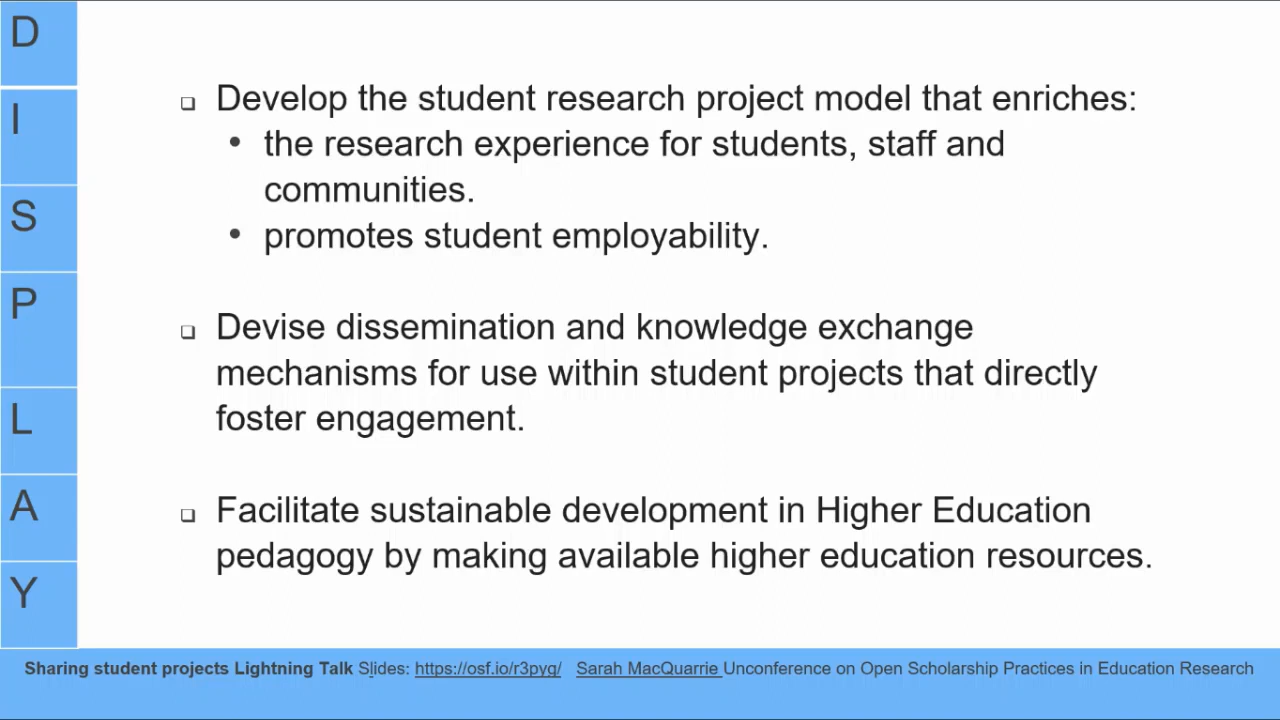 D
I
S
P
L
A
Y
Develop the student research project model that enriches:
the research experience for students, staff and
communities.
promotes student employability.
Devise dissemination and knowledge exchange
mechanisms for use within student projects that directly
foster engagement.
Facilitate sustainable development in Higher Education
pedagogy by making available higher education resources.
Sharing student projects Lightning Talk Slides: https://osf.io/r3pyq/ Sarah MacQuarrie Unconference on Open Scholarship Practices in Education Research